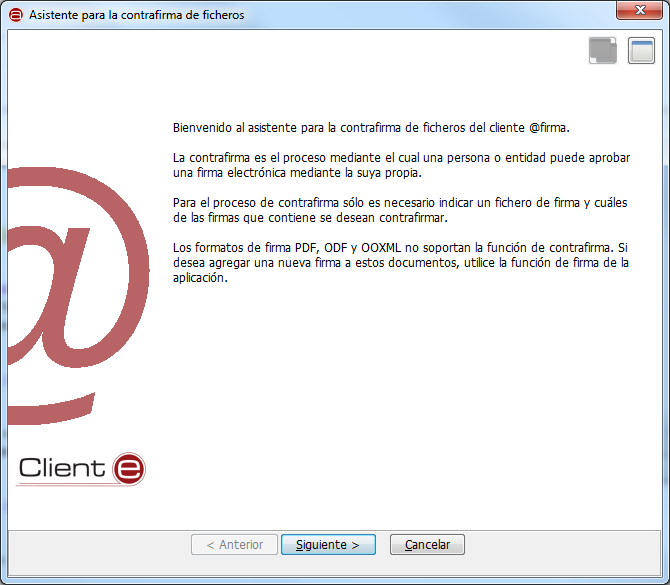 Asistente para la contrafirma de ficheros
Bienvenido al asistente para la contrafirma de ficheros del cliente @firma.
La contrafirma es el proceso mediante el cual una persona o entidad puede aprobar
una firma electrónica mediante la suya propia.
Para el proceso de contrafirma sólo es necesario indicar un fichero de firma y cuáles
de las firmas que contiene se desean contrafirmar.
Los formatos de firma PDF, ODF y OOXML no soportan la función de contrafirma. Si
desea agregar una nueva firma a estos documentos, utilice la función de firma de la
aplicación.
@
Client e
< Anterior Siguiente > Cancelar